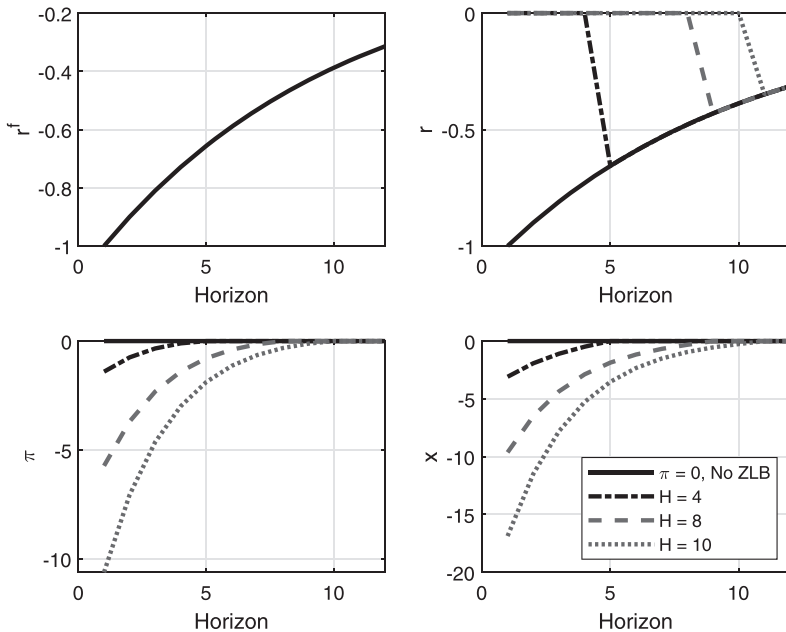 -0.2
-0.4
-0.6
-0.8
-1
r^f
0
5
10
Horizon
0
-0.5
-1
r
0
5
10
Horizon
0
-5
-10
π
0
5
10
Horizon
0
-5
-10
-15
-20
x
0
5
10
Horizon
π = 0, No ZLB
H = 4
H = 8
H = 10